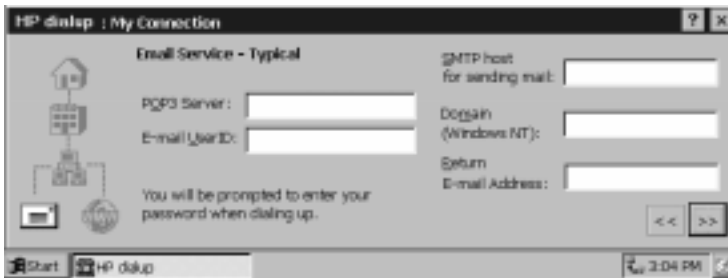 HP dialup : My Connection
? ×
Email Service - Typical
POP3 Server:
E-mail UserID:
You will be prompted to enter your
password when dialing up.
SMTP host
for sending mail:
Domain
(Windows NT):
Return
E-mail Address:
<< >>
Start HP dialup 3:04 PM